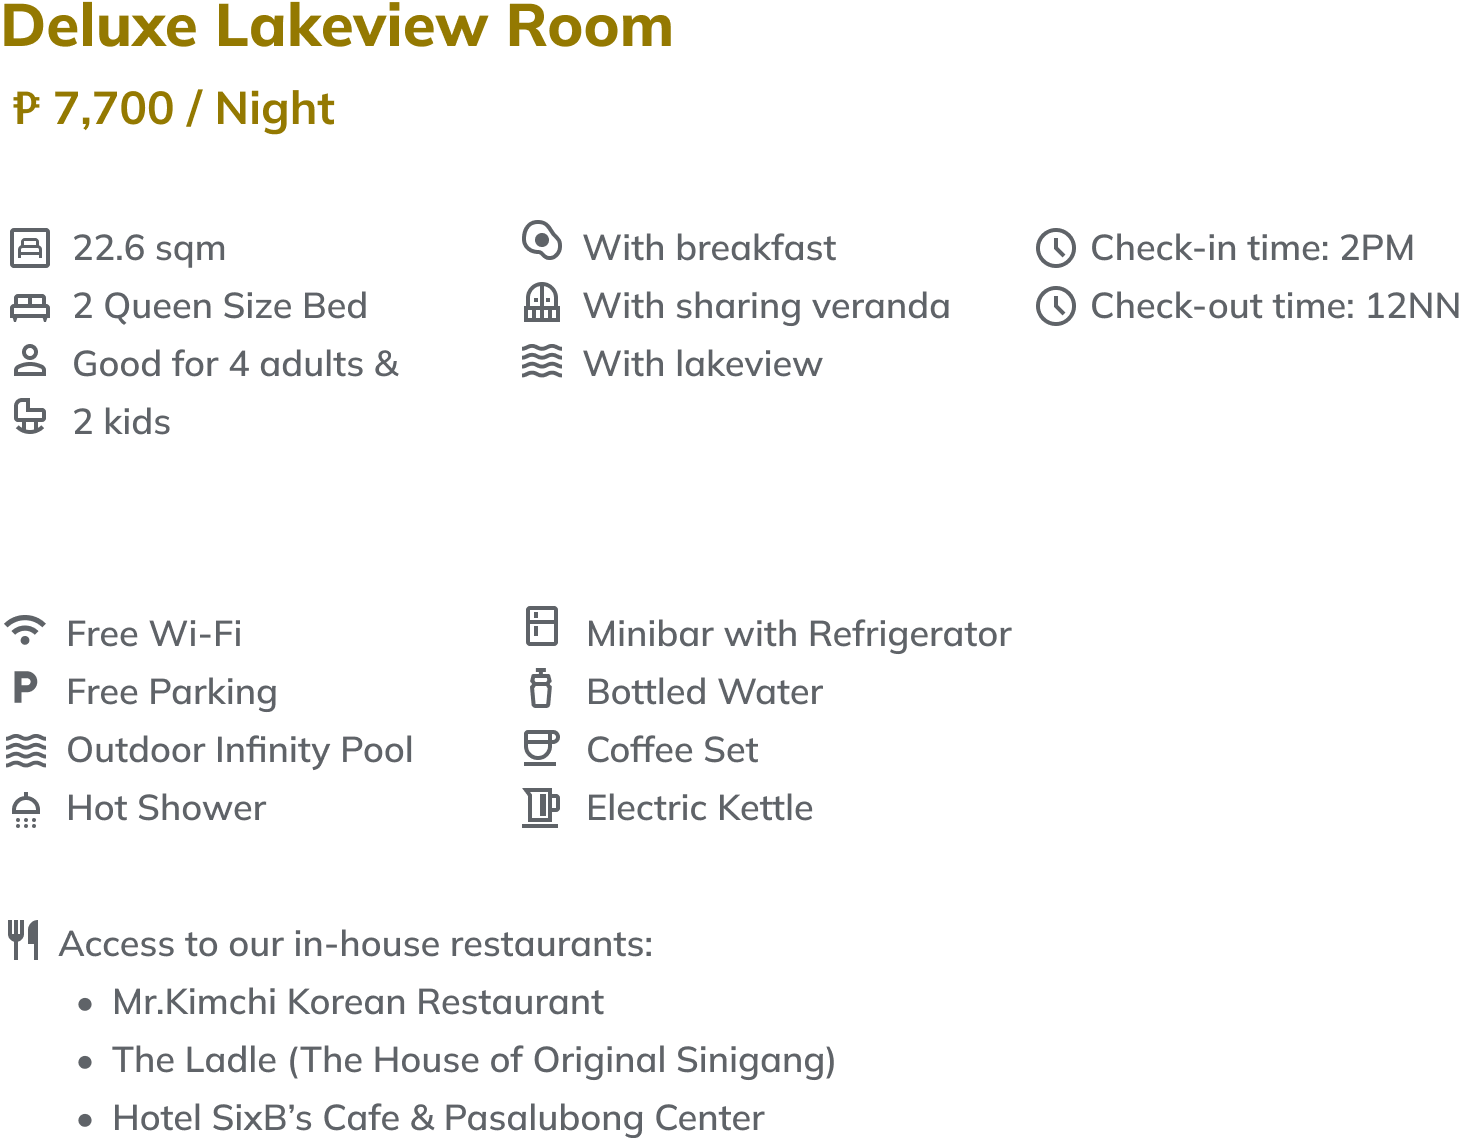 Deluxe Lakeview Room
₱ 7,700 / Night
22.6 sqm
2 Queen Size Bed
Good for 4 adults &
2 kids
With breakfast
With sharing veranda
With lakeview
Check-in time: 2PM
Check-out time: 12NN
Free Wi-Fi
P Free Parking
Outdoor Infinity Pool
Hot Shower
Minibar with Refrigerator
Bottled Water
Coffee Set
Electric Kettle
Access to our in-house restaurants:
• Mr.Kimchi Korean Restaurant
• The Ladle (The House of Original Sinigang)
• Hotel SixB’s Cafe & Pasalubong Center